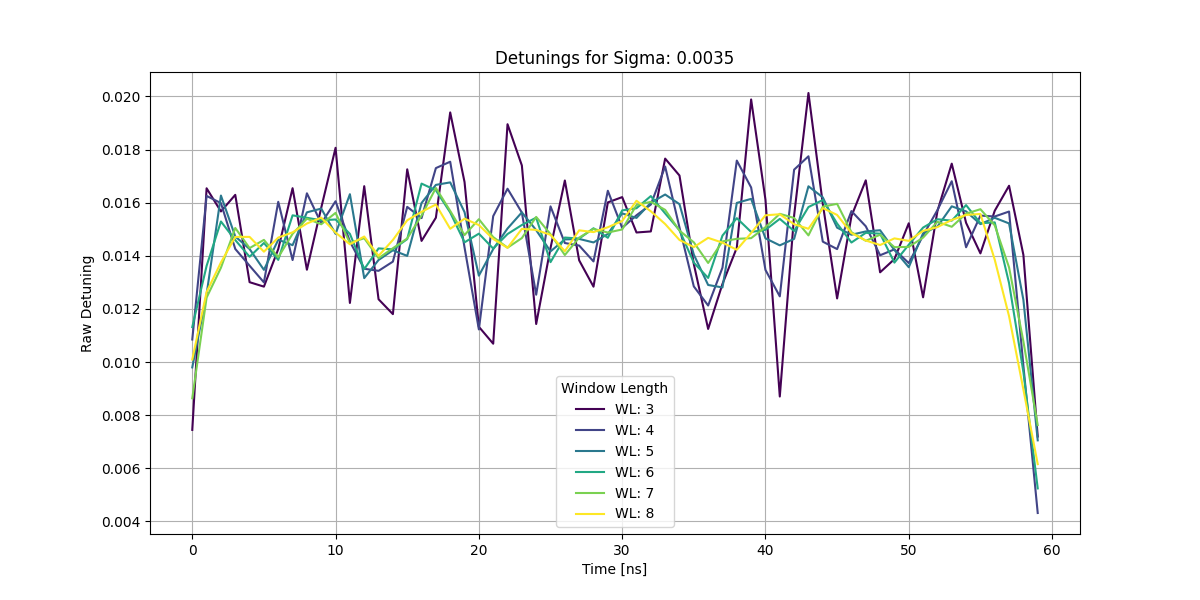 Detunings for Sigma: 0.0035
Raw Detuning
0.020
0.018
0.016
0.014
0.012
0.010
0.008
0.006
0.004
Window Length
WL: 3
WL: 4
WL: 5
WL: 6
WL: 7
WL: 8
0 10 20 30 40 50 60
Time [ns]